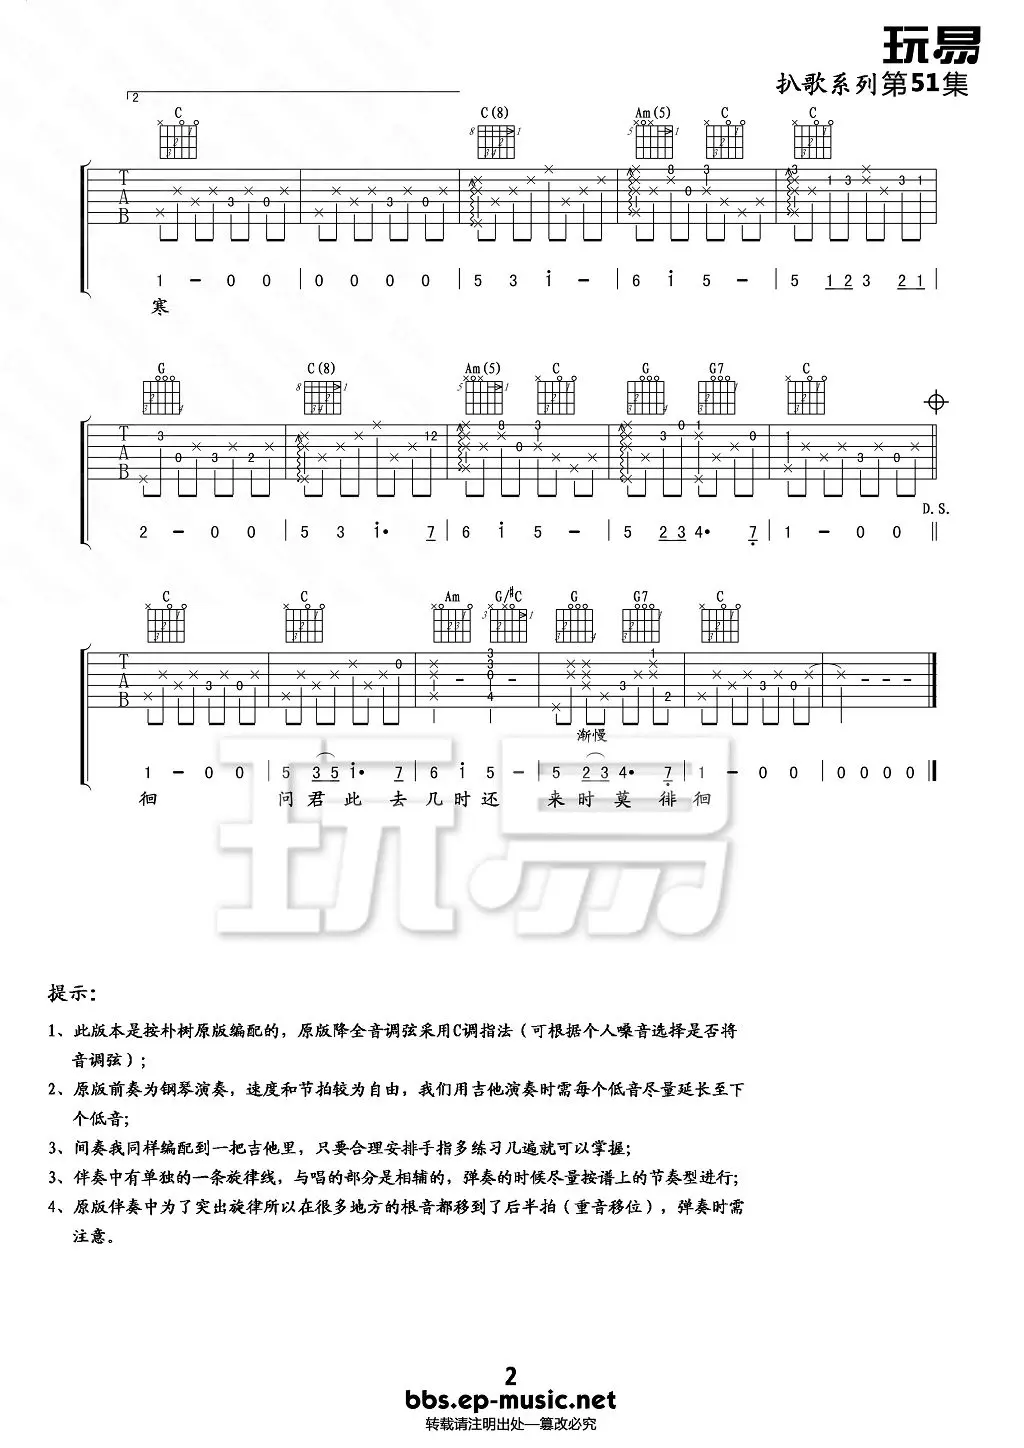 玩易
扒歌系列第51集
2
C C(8) Am(5) C C
1 - 0 0 | 0 0 0 0 | 5 3 i - | 6 i 5 - | 5 1 2 3 2 1 |
寒
G C(8) Am(5) C G G7 C
D.S.
2 - 0 0 | 5 3 i· 7 | 6 i 5 - | 5 2 3 4· 7 | 1 - 0 0 ||
C C Am G/#C G G7 C
渐慢
1 - 0 0 | 5 3 5 i· 7 | 6 i 5 - | 5 2 3 4· 7 | 1 - 0 0 | 0 0 0 0 ||
徊 问君此去几时还 来时莫徘徊
玩易
提示：
1、此版本是按朴树原版编配的，原版降全音调弦采用C调指法（可根据个人嗓音选择是否将
音调弦）；
2、原版前奏为钢琴演奏，速度和节拍较为自由，我们用吉他演奏时需每个低音尽量延长至下
个低音；
3、间奏我同样编配到一把吉他里，只要合理安排手指多练习几遍就可以掌握；
3、伴奏中有单独的一条旋律线，与唱的部分是相辅的，弹奏的时候尽量按谱上的节奏型进行；
4、原版伴奏中为了突出旋律所以在很多地方的根音都移到了后半拍（重音移位），弹奏时需
注意。
2
bbs.ep-music.net
转载请注明出处—篡改必究